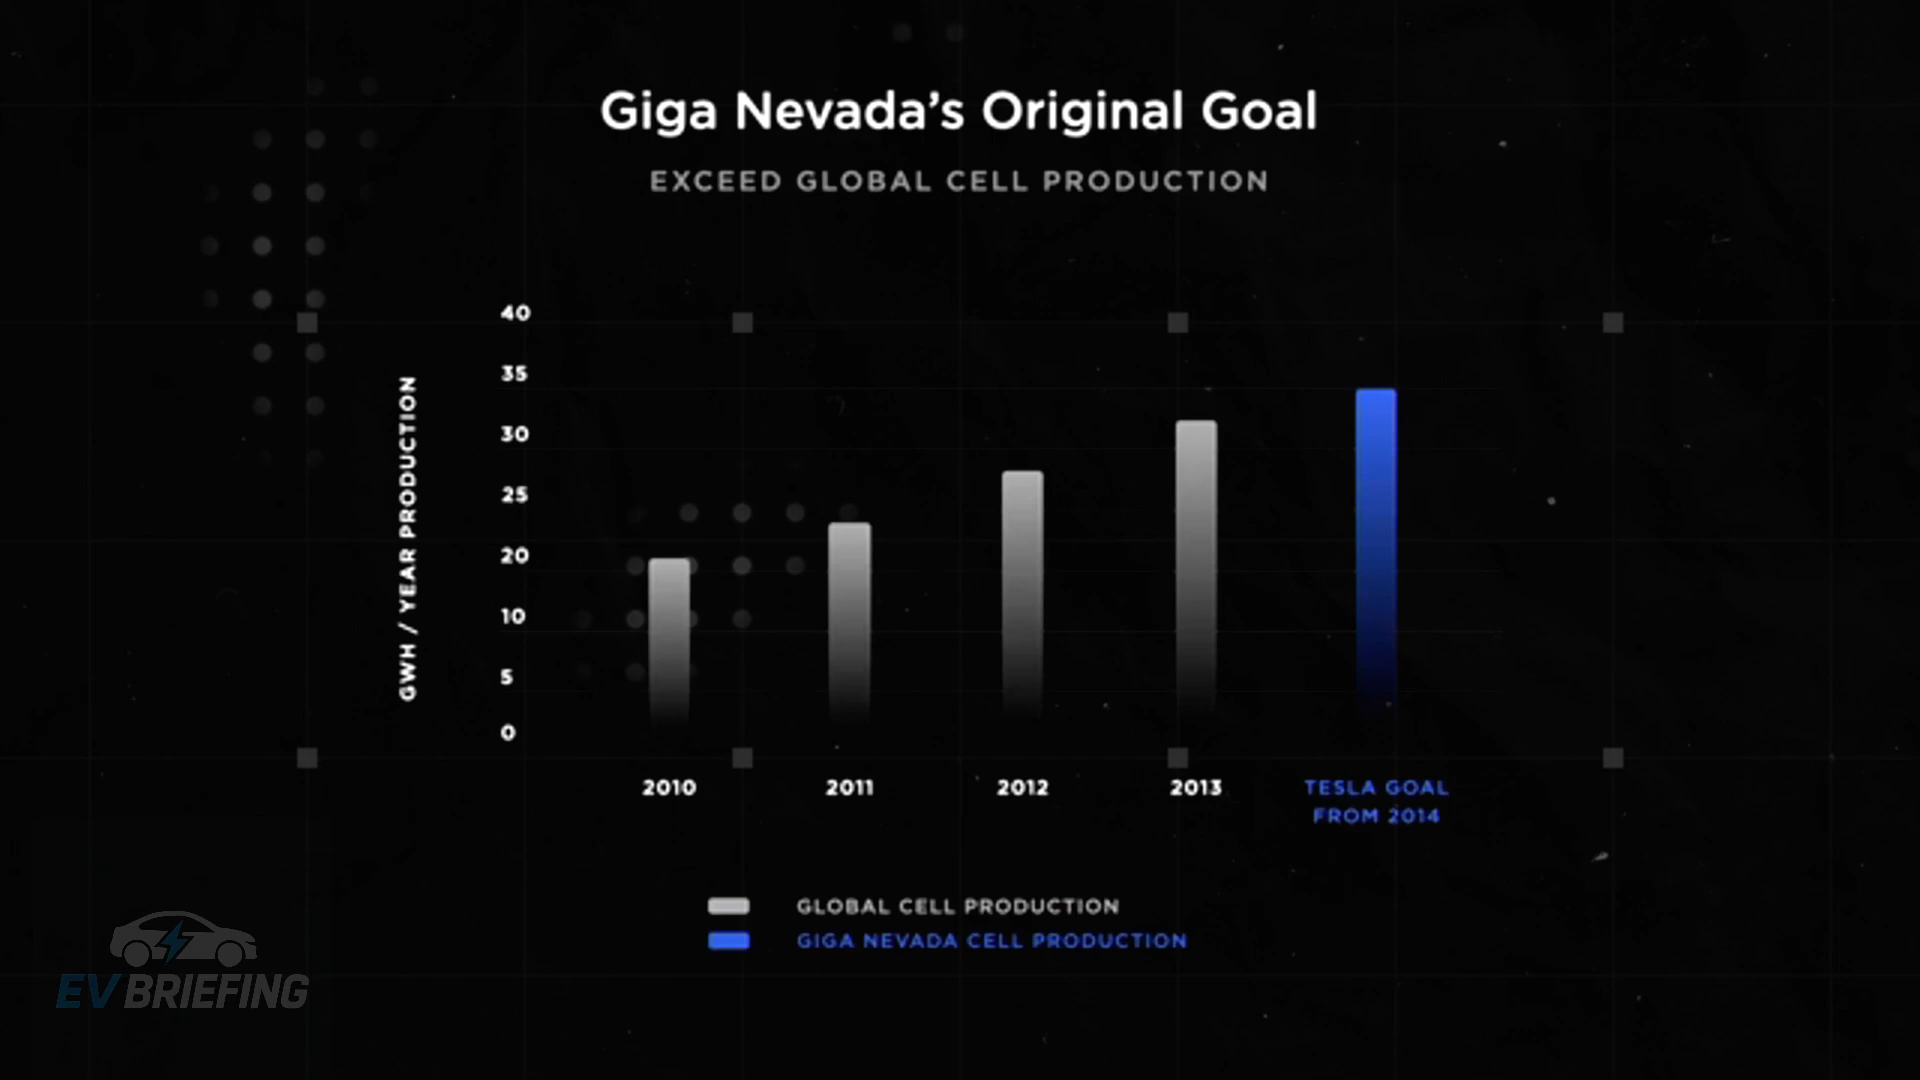 Giga Nevada's Original Goal
EXCEED GLOBAL CELL PRODUCTION
GWH / YEAR PRODUCTION
40
35
30
25
20
10
5
0
2010
2011
2012
2013
TESLA GOAL
FROM 2014
GLOBAL CELL PRODUCTION
GIGA NEVADA CELL PRODUCTION
EV BRIEFING